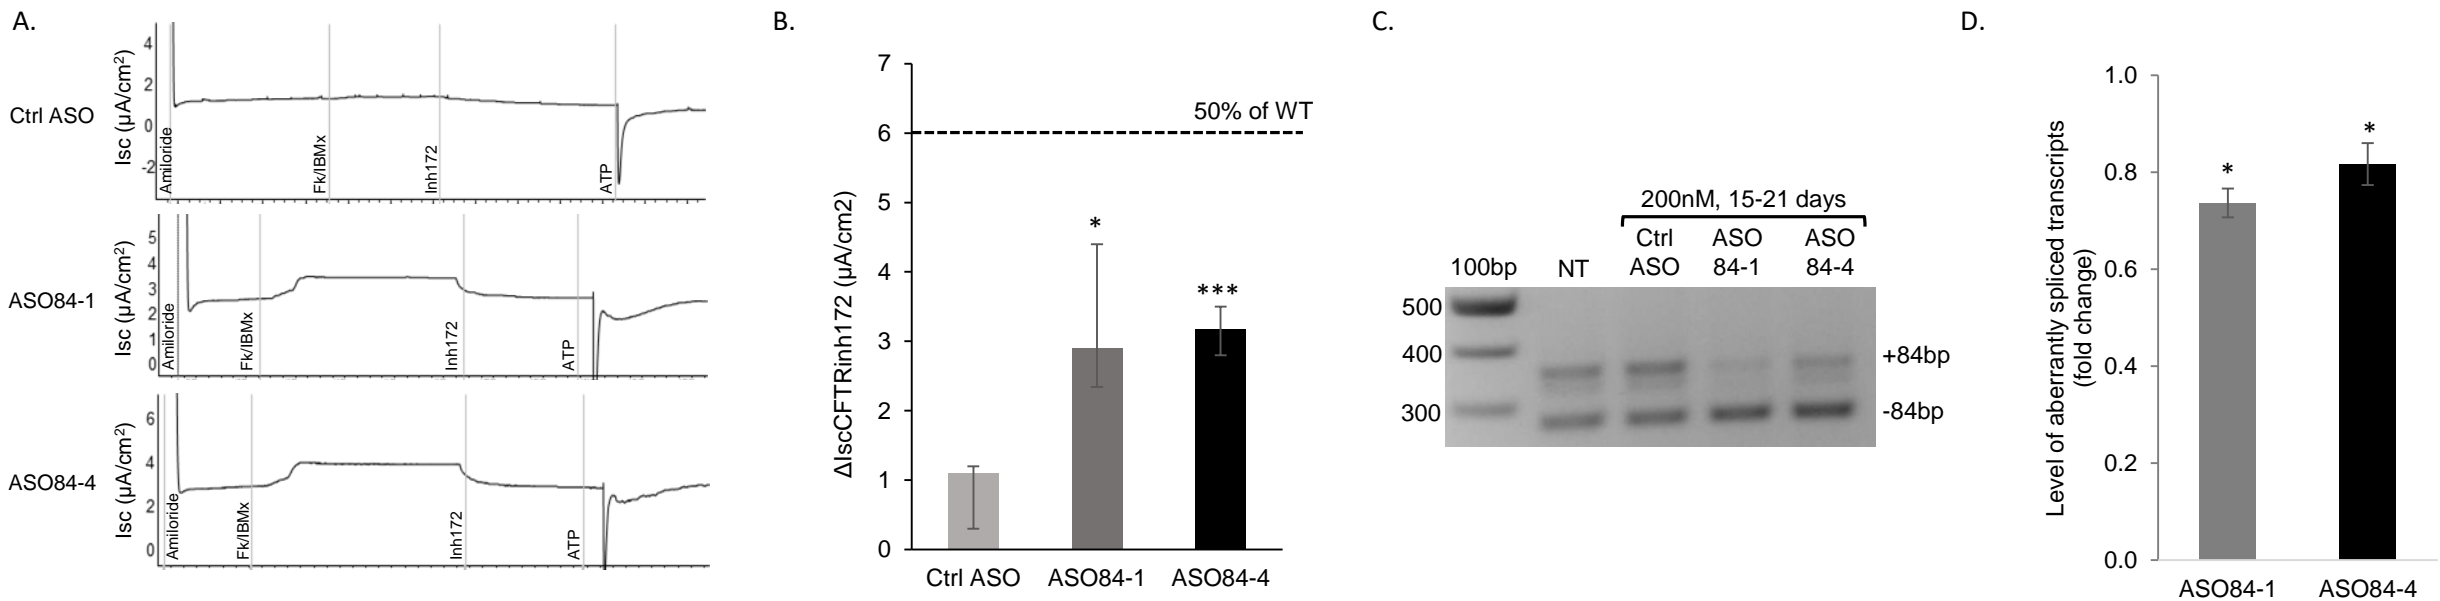 A.
Ctrl ASO
Isc (µA/cm²)
4
2
0
-2
Amiloride
Fk/IBMx
Inh172
ATP
ASO84-1
Isc (µA/cm²)
5
4
3
2
1
0
Amiloride
Fk/IBMx
Inh172
ATP
ASO84-4
Isc (µA/cm²)
6
4
2
0
Amiloride
Fk/IBMx
Inh172
ATP
B.
ΔIscCFTRinh172 (µA/cm2)
7
6
5
4
3
2
1
0
50% of WT
*
***
Ctrl ASO ASO84-1 ASO84-4
C.
200nM, 15-21 days
Ctrl ASO ASO
100bp NT ASO 84-1 84-4
500
400
300
+84bp
-84bp
D.
Level of aberrantly spliced transcripts
(fold change)
1.0
0.8
0.6
0.4
0.2
0.0
*
*
ASO84-1 ASO84-4